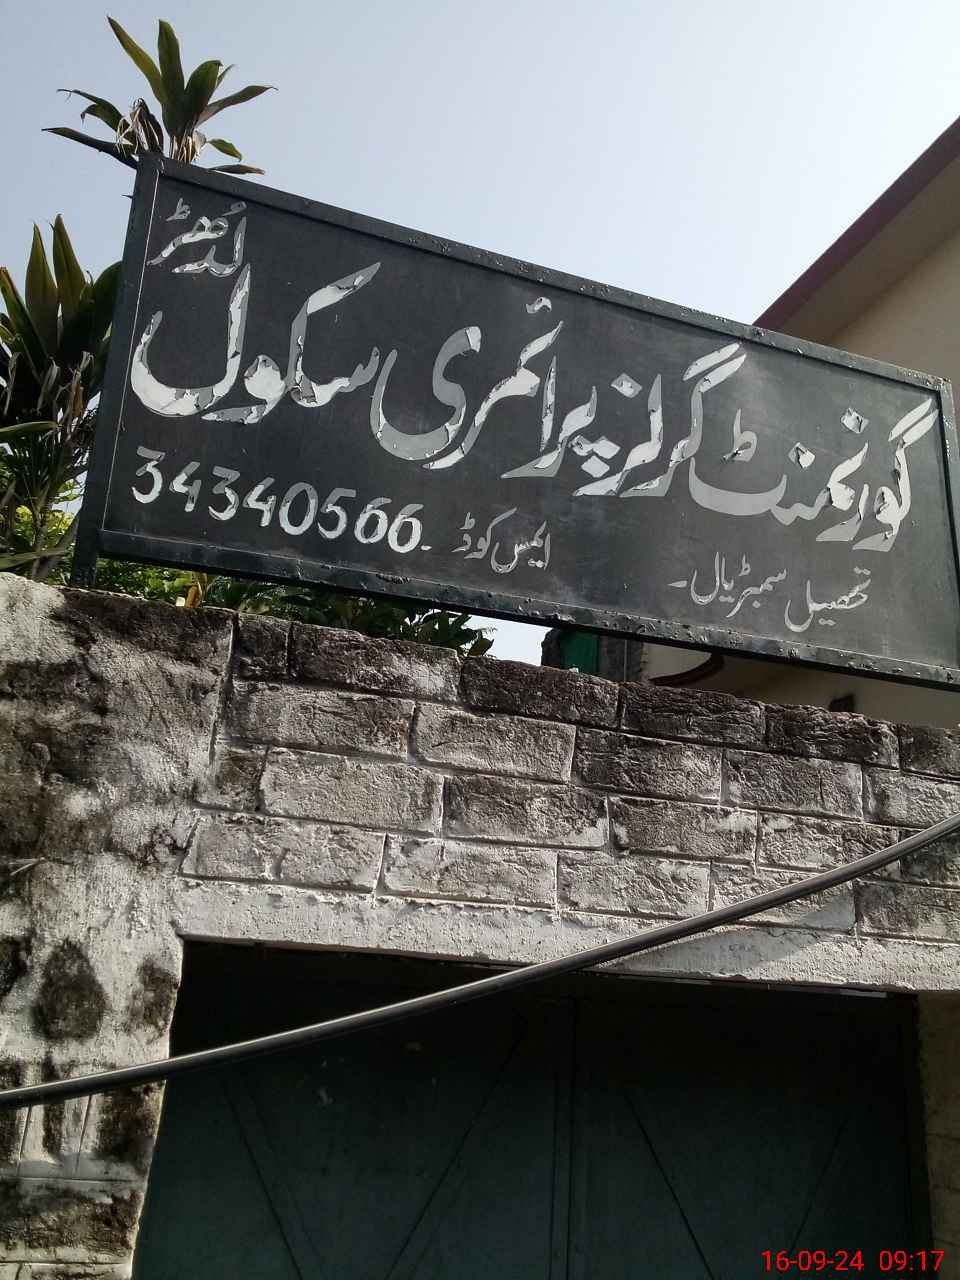 گورنمنٹ گرلز پرائمری سکول لُدھڑ
تحصیل سمبڑیال۔ ایمس کوڈ 34340566-
16-09-24 09:17